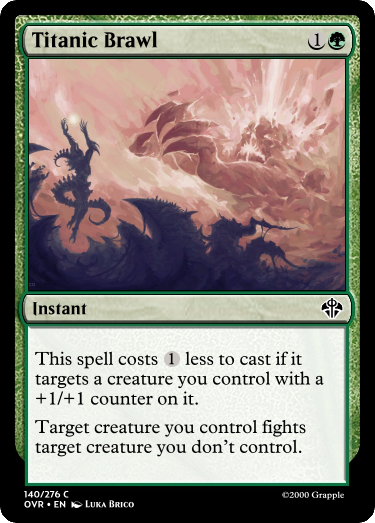 Titanic Brawl 1
Instant
This spell costs 1 less to cast if it
targets a creature you control with a
+1/+1 counter on it.
Target creature you control fights
target creature you don't control.
140/276 C
OVR • EN Luka Brico
©2000 Grapple